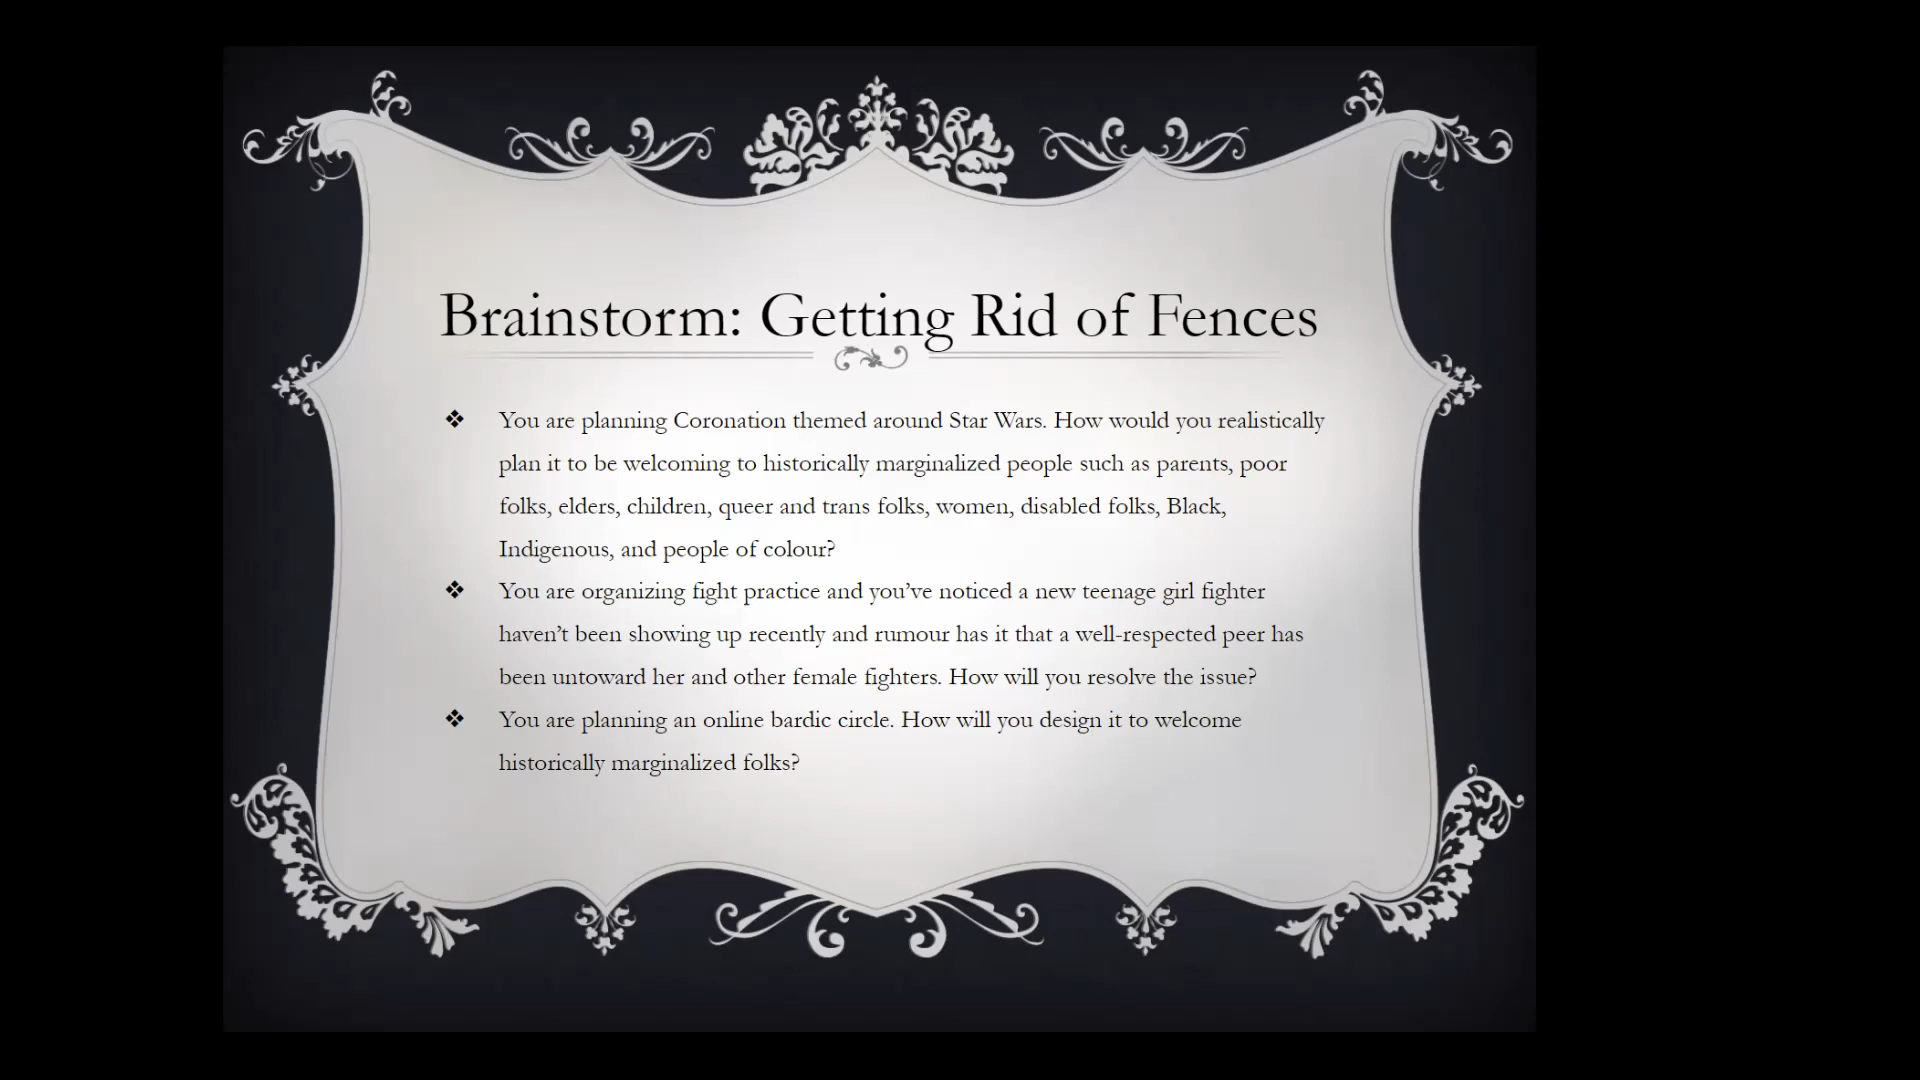 Brainstorm: Getting Rid of Fences
❖ You are planning Coronation themed around Star Wars. How would you realistically
plan it to be welcoming to historically marginalized people such as parents, poor
folks, elders, children, queer and trans folks, women, disabled folks, Black,
Indigenous, and people of colour?
❖ You are organizing fight practice and you’ve noticed a new teenage girl fighter
haven’t been showing up recently and rumour has it that a well-respected peer has
been untoward her and other female fighters. How will you resolve the issue?
❖ You are planning an online bardic circle. How will you design it to welcome
historically marginalized folks?